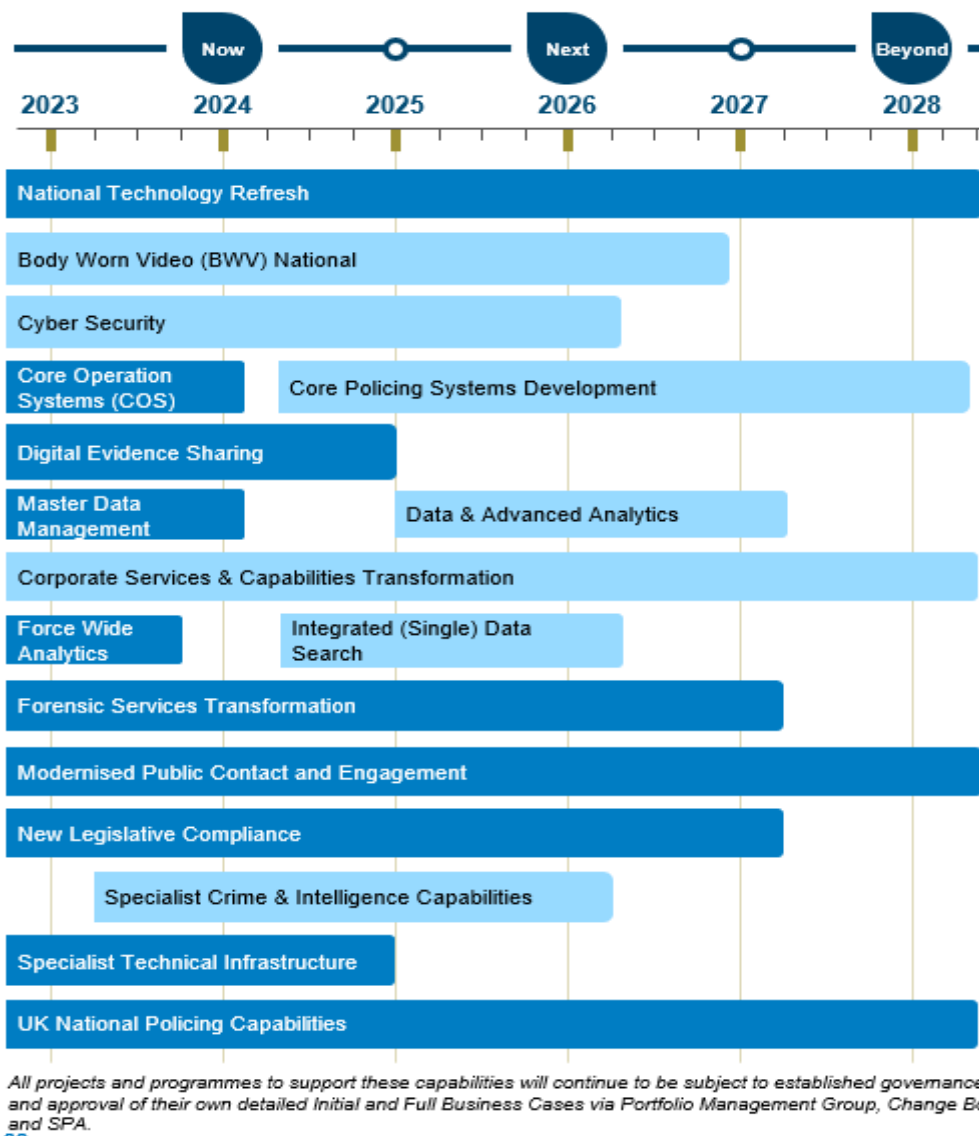 Now Next Beyond
2023 2024 2025 2026 2027 2028
National Technology Refresh
Body Worn Video (BWV) National
Cyber Security
Core Operation
Systems (COS)
Core Policing Systems Development
Digital Evidence Sharing
Master Data
Management
Data & Advanced Analytics
Corporate Services & Capabilities Transformation
Force Wide
Analytics
Integrated (Single) Data
Search
Forensic Services Transformation
Modernised Public Contact and Engagement
New Legislative Compliance
Specialist Crime & Intelligence Capabilities
Specialist Technical Infrastructure
UK National Policing Capabilities
All projects and programmes to support these capabilities will continue to be subject to established governance
and approval of their own detailed Initial and Full Business Cases via Portfolio Management Group, Change
and SPA.